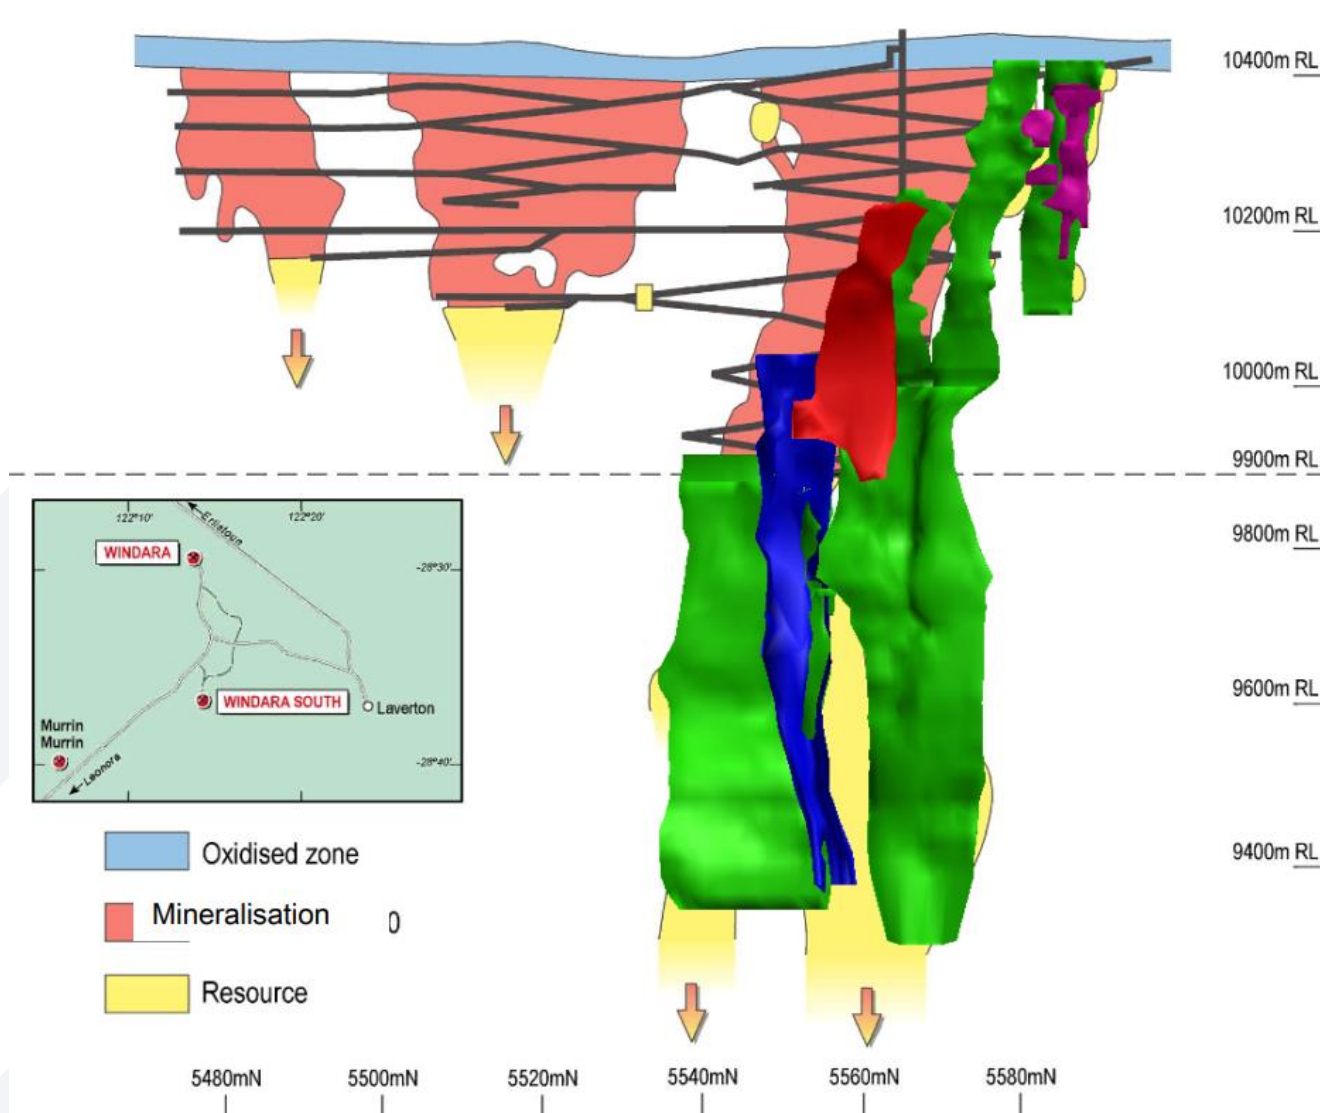 10400m RL
10200m RL
10000m RL
9900m RL
9800m RL
9600m RL
9400m RL
122°10'
122°20'
Erlistoun
WINDARA
-28°30'
WINDARA SOUTH
Laverton
Murrin
Murrin
Leonora
-28°40'
Oxidised zone
Mineralisation
0
Resource
5480mN
5500mN
5520mN
5540mN
5560mN
5580mN